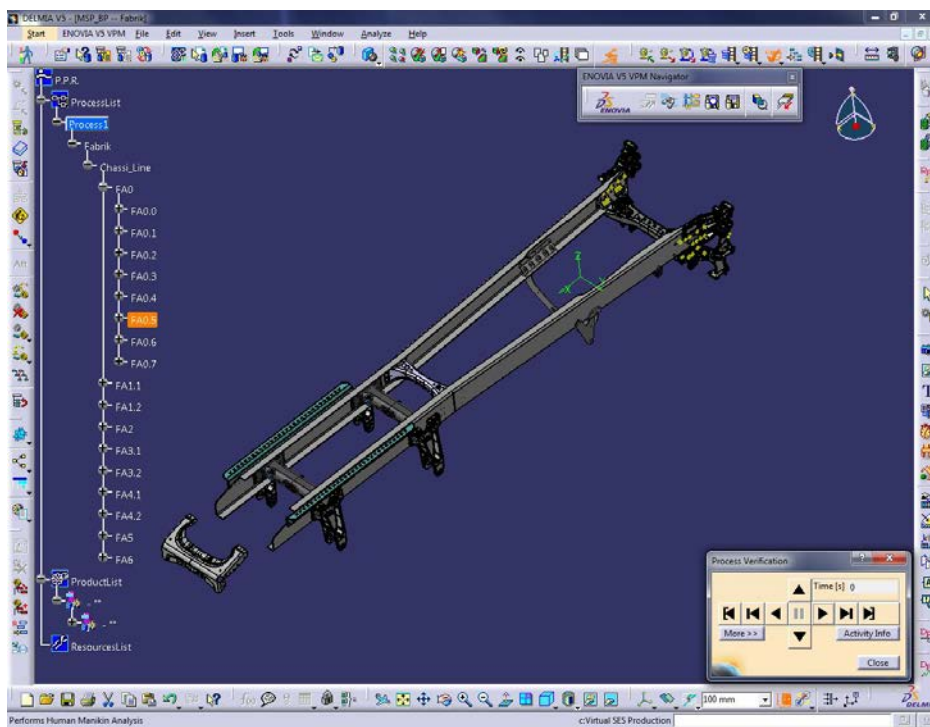 DELMIA V5 - [MSP_BP -- Fabrik]
Start ENOVIA V5 VPM File Edit View Insert Tools Window Analyze Help
ENOVIA V5 VPM Navigator
ENOVIA
P.P.R.
ProcessList
Process1
Fabrik
Chassi_Line
FA0
FA0.0
FA0.1
FA0.2
FA0.3
FA0.4
FA0.5
FA0.6
FA0.7
FA1.1
FA1.2
FA2
FA3.1
FA3.2
FA4.1
FA4.2
FA5
FA6
ProductList
ResourcesList
Att
z
x
Process Verification
Time [s] 0
More >> Activity Info
Close
100 mm
DELMIA
Performs Human Manikin Analysis c:Virtual SES Production